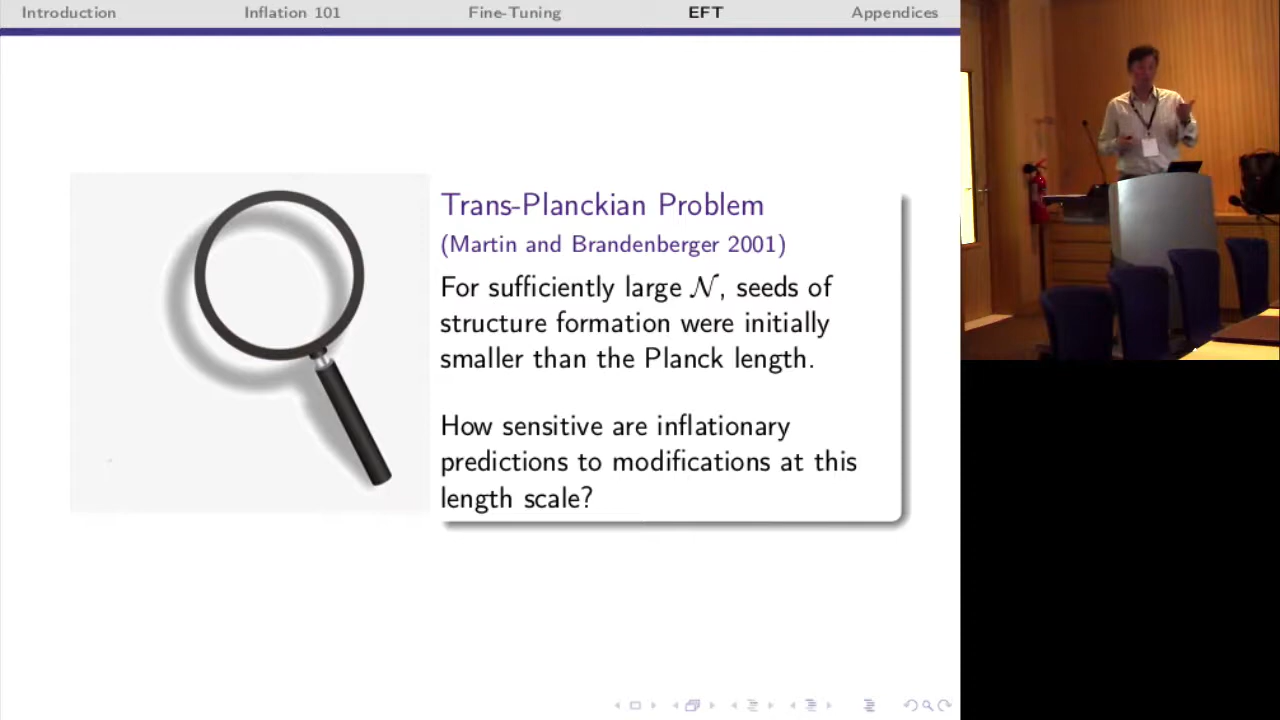 Introduction Inflation 101 Fine-Tuning EFT Appendices
Trans-Planckian Problem
(Martin and Brandenberger 2001)
For sufficiently large 𝒩, seeds of
structure formation were initially
smaller than the Planck length.
How sensitive are inflationary
predictions to modifications at this
length scale?